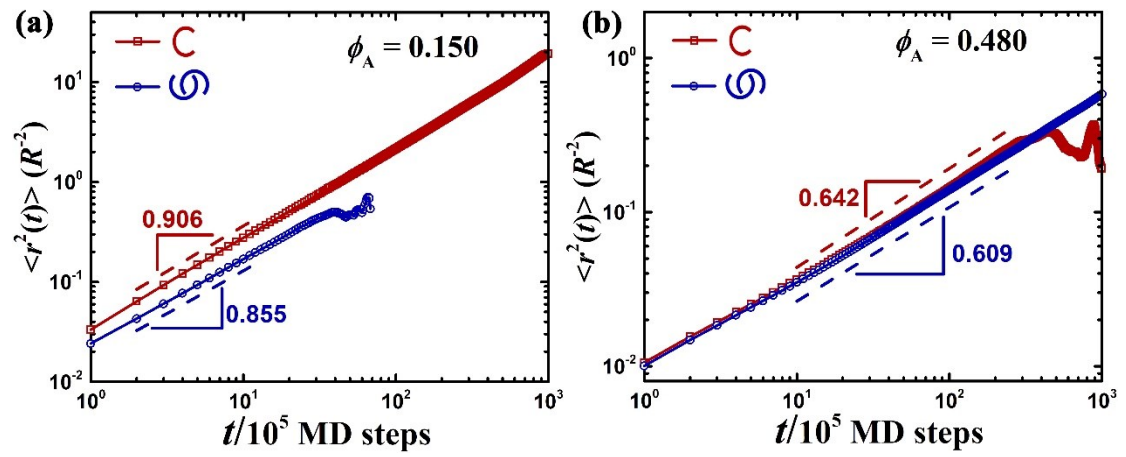 (a)
ϕA = 0.150
<r²(t)> (R⁻²)
10¹
10⁰
10⁻¹
10⁻²
0.906
0.855
10⁰ 10¹ 10² 10³
t/10⁵ MD steps
(b)
ϕA = 0.480
<r²(t)> (R⁻²)
10⁰
10⁻¹
10⁻²
0.642
0.609
10⁰ 10¹ 10² 10³
t/10⁵ MD steps